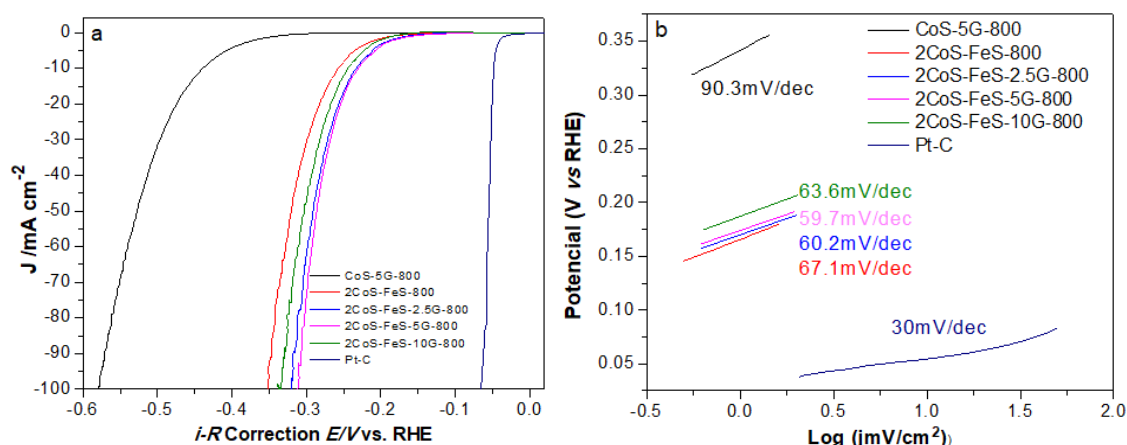 a
0
-10
-20
-30
-40
-50
-60
-70
-80
-90
-100
J /mA cm-2
CoS-5G-800
2CoS-FeS-800
2CoS-FeS-2.5G-800
2CoS-FeS-5G-800
2CoS-FeS-10G-800
Pt-C
-0.6 -0.5 -0.4 -0.3 -0.2 -0.1 0.0
i-R Correction E/V vs. RHE
b
0.35
0.30
0.25
0.20
0.15
0.10
0.05
Potencial (V vs RHE)
CoS-5G-800
2CoS-FeS-800
2CoS-FeS-2.5G-800
2CoS-FeS-5G-800
2CoS-FeS-10G-800
Pt-C
90.3mV/dec
63.6mV/dec
59.7mV/dec
60.2mV/dec
67.1mV/dec
30mV/dec
-0.5 0.0 0.5 1.0 1.5 2.0
Log (jmV/cm2))